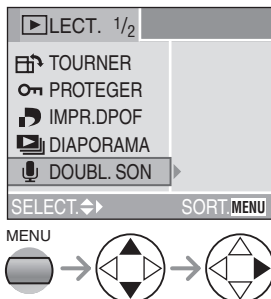 LECT. 1/2
TOURNER
PROTEGER
IMPR.DPOF
DIAPORAMA
DOUBL. SON
SELECT. SORT. MENU
MENU